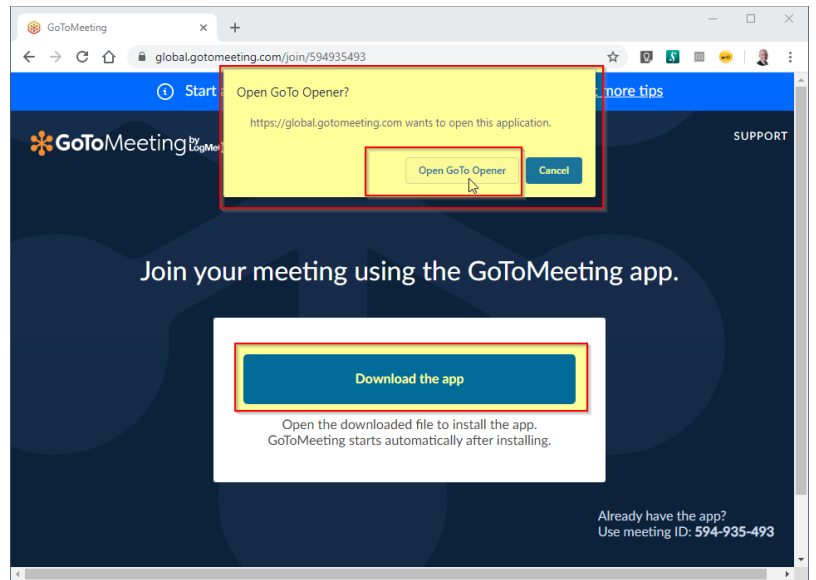 GoToMeeting
global.gotomeeting.com/join/594935493
Start
more tips
Open GoTo Opener?
https://global.gotomeeting.com wants to open this application.
Open GoTo Opener
Cancel
GoToMeeting by LogMe
SUPPORT
Join your meeting using the GoToMeeting app.
Download the app
Open the downloaded file to install the app.
GoToMeeting starts automatically after installing.
Already have the app?
Use meeting ID: 594-935-493